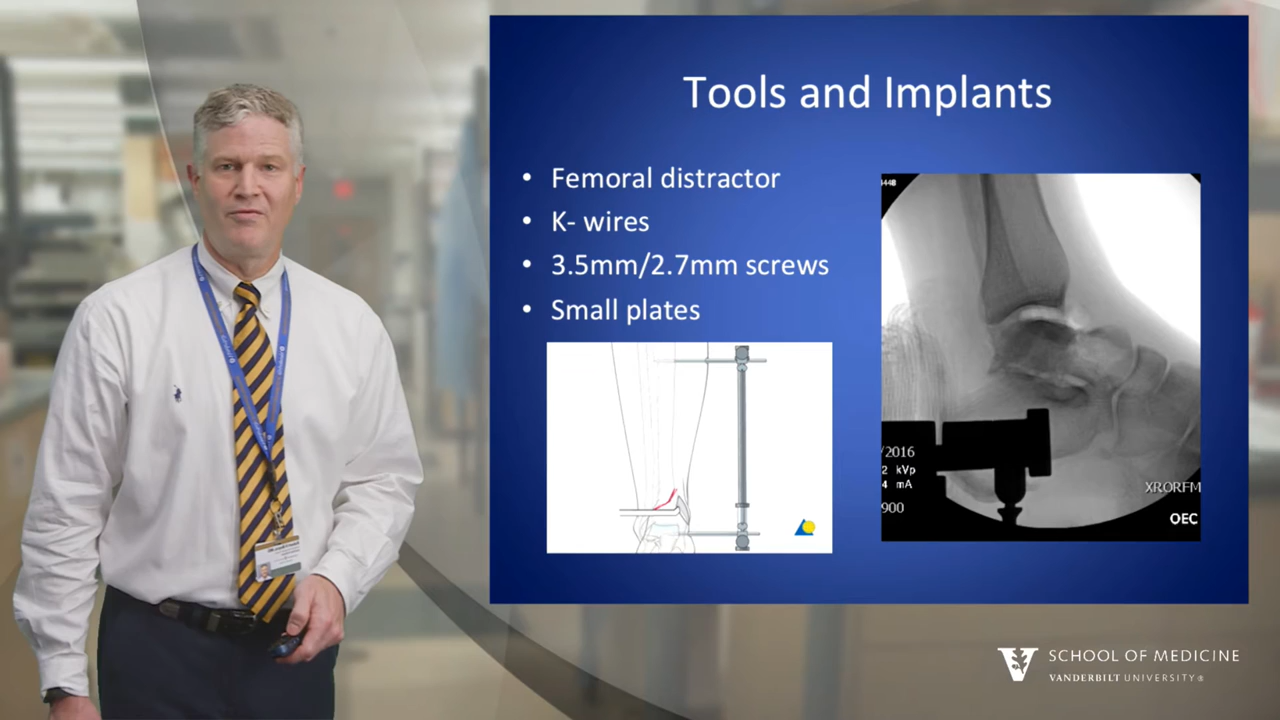 Tools and Implants
• Femoral distractor
• K- wires
• 3.5mm/2.7mm screws
• Small plates
/2016
2 kVp
4 mA
900
XRORFM
OEC
SCHOOL OF MEDICINE
VANDERBILT UNIVERSITY®